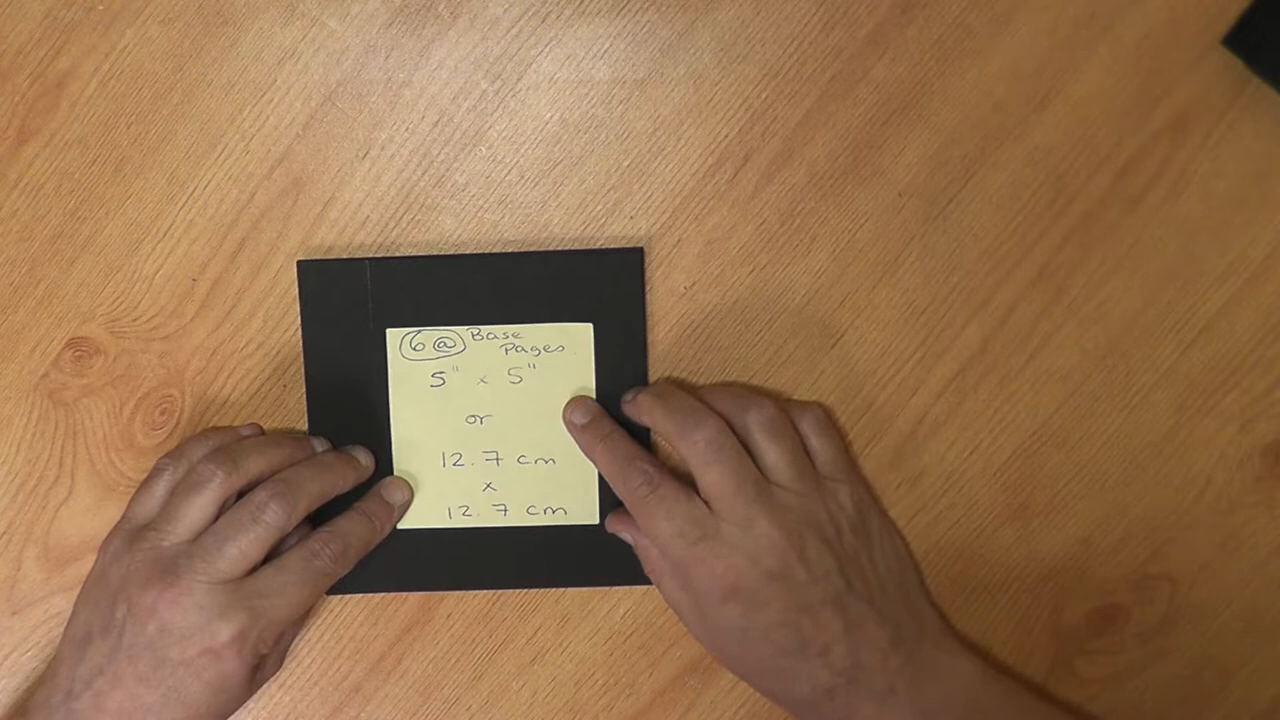 6@ Base
Pages.
5" x 5"
or
12.7 cm
x
12.7 cm